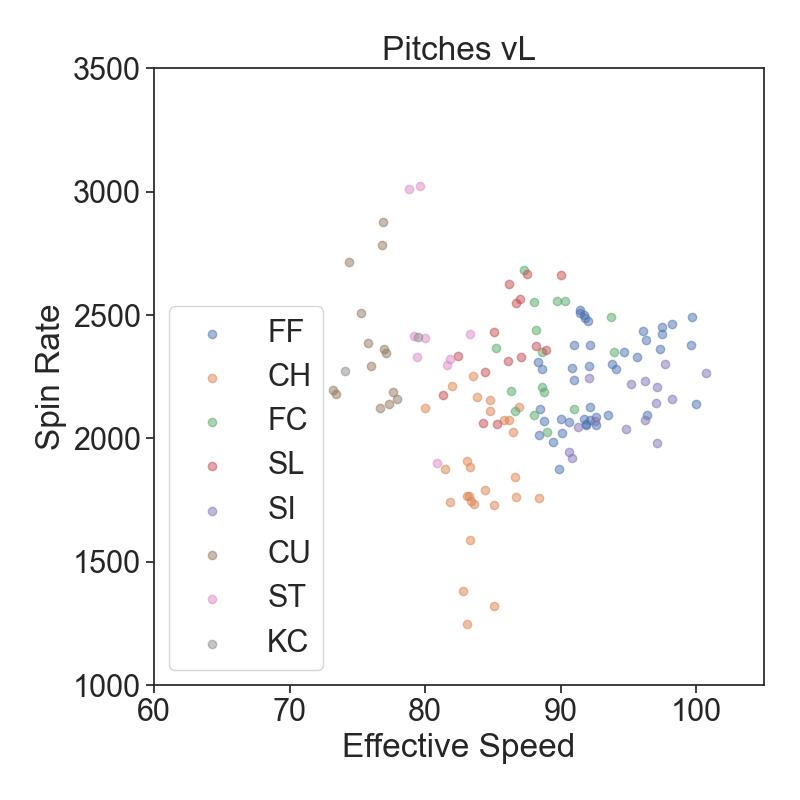 Pitches vL
3500
3000
2500
2000
1500
1000
Spin Rate
FF
CH
FC
SL
SI
CU
ST
KC
60 70 80 90 100
Effective Speed